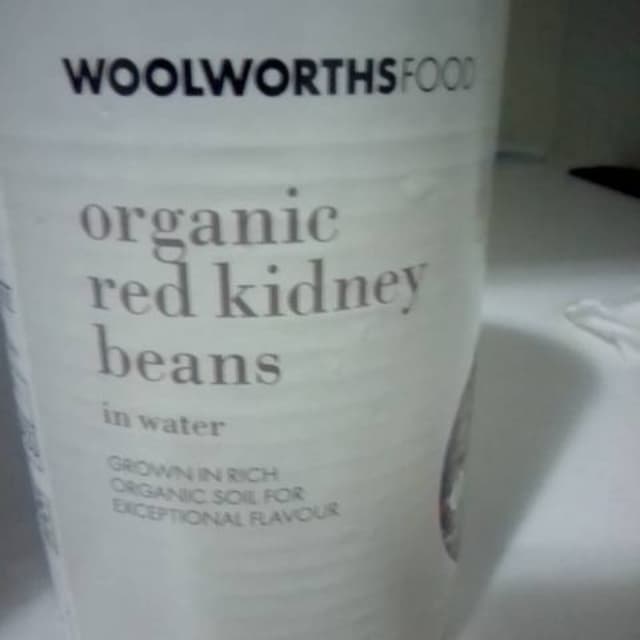 WOOLWORTHSFOOD
organic
red kidney
beans
in water
GROWN IN RICH
ORGANIC SOIL FOR
EXCEPTIONAL FLAVOUR